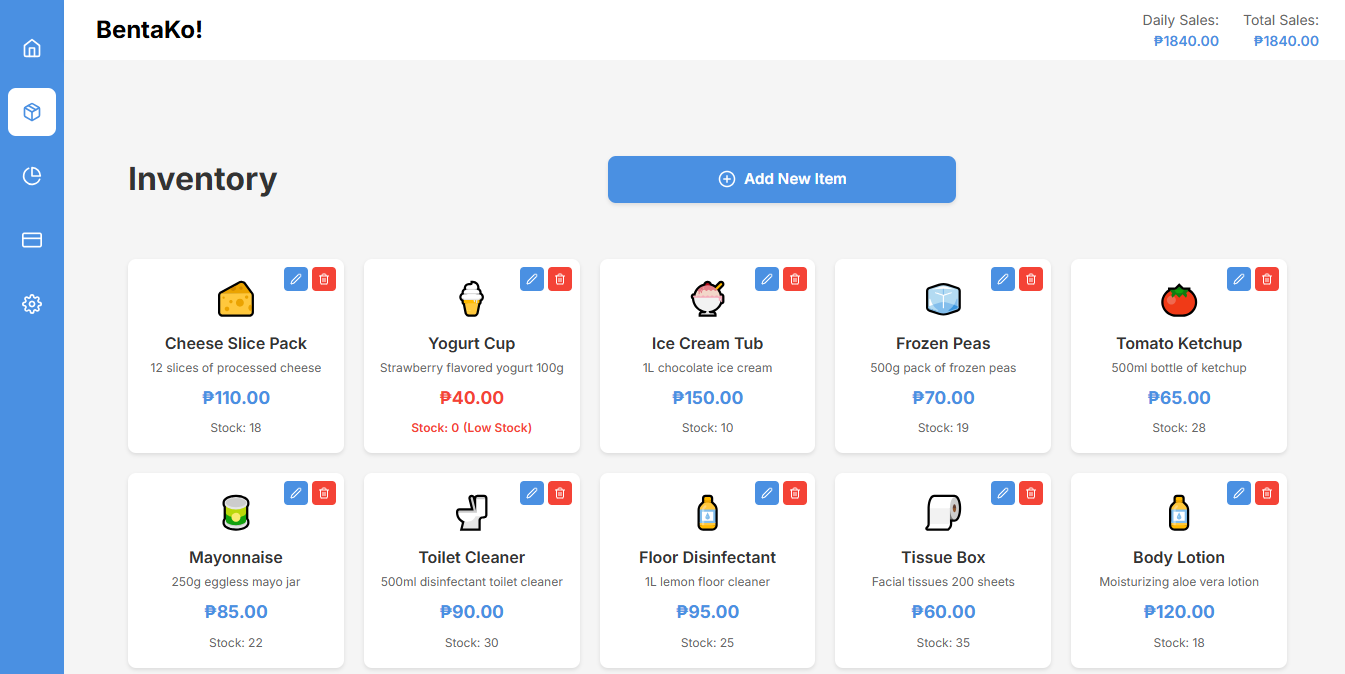 BentaKo!
Daily Sales:
₱1840.00
Total Sales:
₱1840.00
Inventory
Add New Item
Cheese Slice Pack
12 slices of processed cheese
₱110.00
Stock: 18
Yogurt Cup
Strawberry flavored yogurt 100g
₱40.00
Stock: 0 (Low Stock)
Ice Cream Tub
1L chocolate ice cream
₱150.00
Stock: 10
Frozen Peas
500g pack of frozen peas
₱70.00
Stock: 19
Tomato Ketchup
500ml bottle of ketchup
₱65.00
Stock: 28
Mayonnaise
250g eggless mayo jar
₱85.00
Stock: 22
Toilet Cleaner
500ml disinfectant toilet cleaner
₱90.00
Stock: 30
Floor Disinfectant
1L lemon floor cleaner
₱95.00
Stock: 25
Tissue Box
Facial tissues 200 sheets
₱60.00
Stock: 35
Body Lotion
Moisturizing aloe vera lotion
₱120.00
Stock: 18